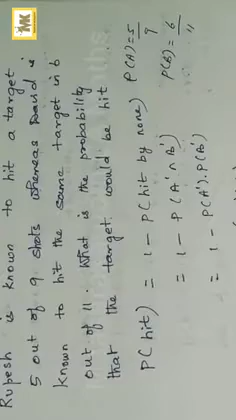 Rupesh is known to hit a target
5 out of 9 shots whereas David is
known to hit the same target in 6
out of 11. What is the probability
that the target would be hit.
P(A) = 5/9
P(B) = 6/11
P(hit) = 1 - P(hit by none)
= 1 - P(A' ∩ B')
= 1 - P(A').P(B')